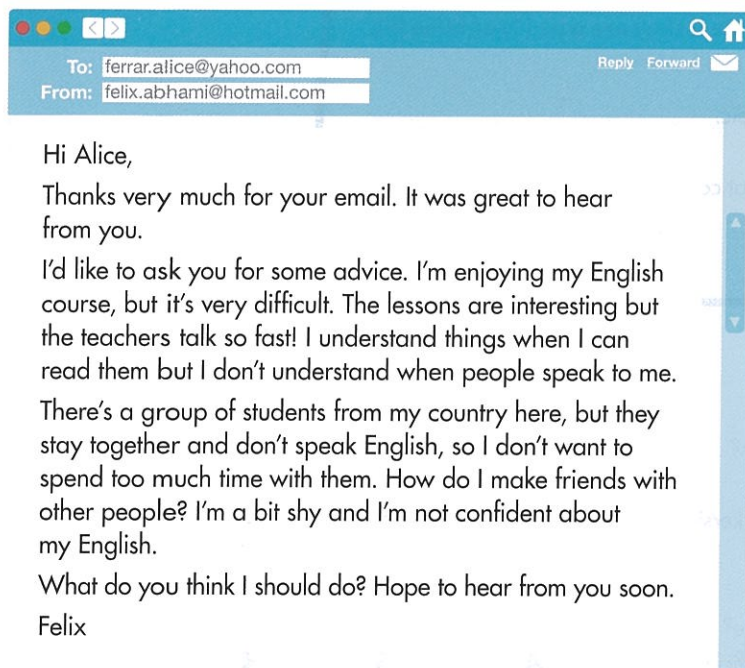 To: ferrar.alice@yahoo.com
Reply Forward
From: felix.abhami@hotmail.com
Hi Alice,
Thanks very much for your email. It was great to hear
from you.
I'd like to ask you for some advice. I'm enjoying my English
course, but it's very difficult. The lessons are interesting but
the teachers talk so fast! I understand things when I can
read them but I don't understand when people speak to me.
There's a group of students from my country here, but they
stay together and don't speak English, so I don't want to
spend too much time with them. How do I make friends with
other people? I'm a bit shy and I'm not confident about
my English.
What do you think I should do? Hope to hear from you soon.
Felix